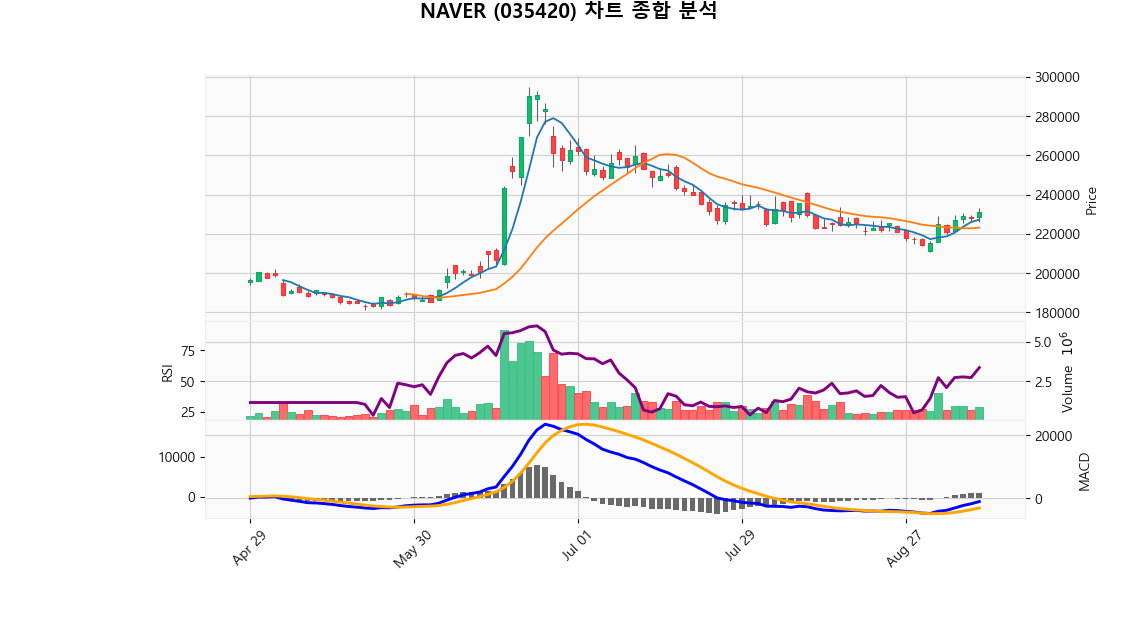 NAVER (035420) 차트 종합 분석
300000
280000
260000
240000
220000
200000
180000
Price
75
50
25
RSI
5.0
2.5
Volume 10^6
10000
0
20000
0
MACD
Apr 29
May 30
Jul 01
Jul 29
Aug 27